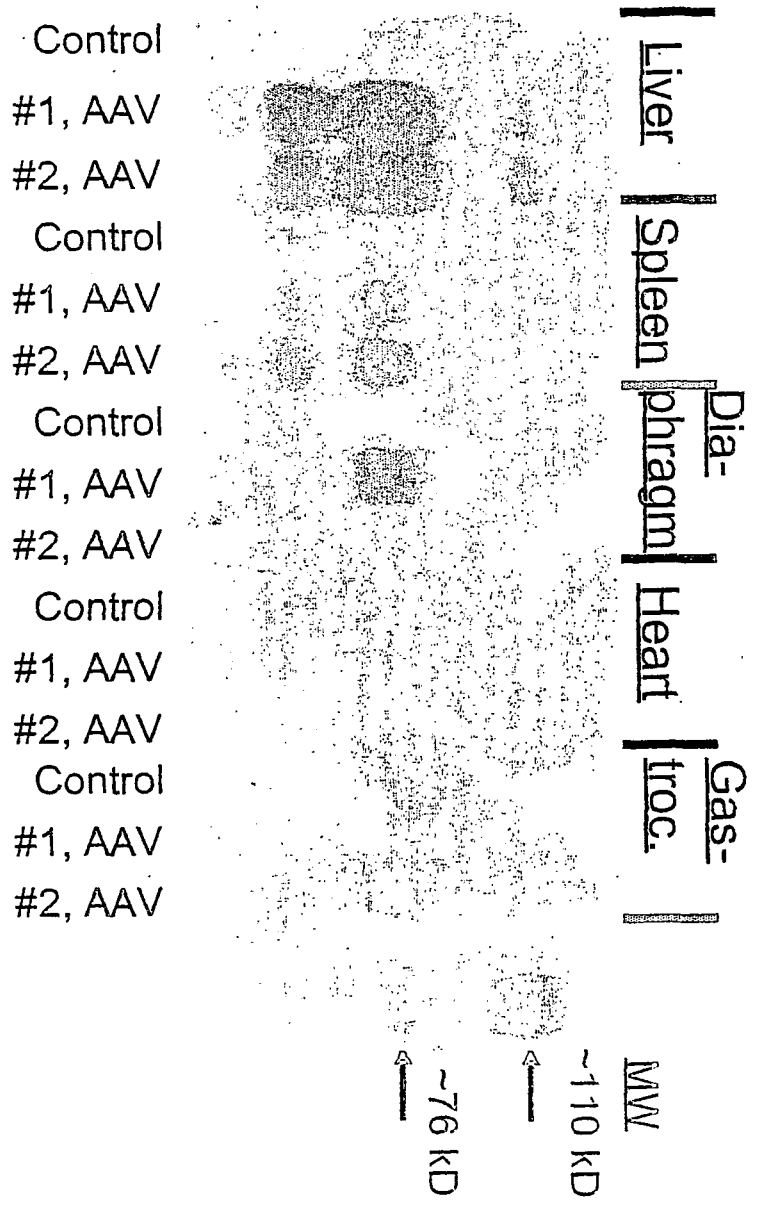 Control
#1, AAV
#2, AAV
Control
#1, AAV
#2, AAV
Control
#1, AAV
#2, AAV
Control
#1, AAV
#2, AAV
Control
#1, AAV
#2, AAV
Liver
Spleen
Dia-
phragm
Heart
Gas-
troc.
MW
~110 kD
~76 kD